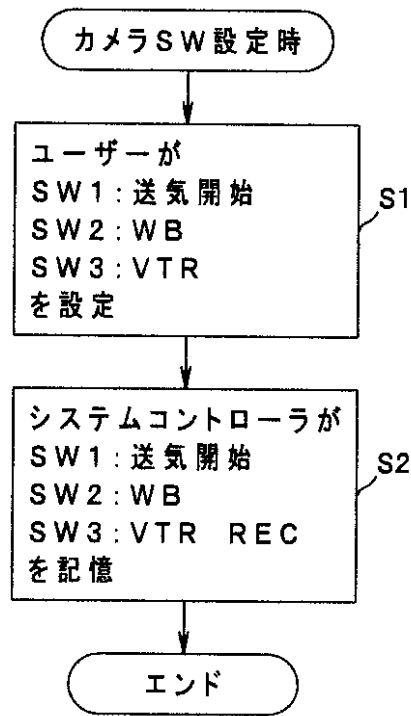 カメラSW設定時
ユーザーが
SW1:送気開始
SW2:WB
SW3:VTR
を設定
S1
システムコントローラが
SW1:送気開始
SW2:WB
SW3:VTR REC
を記憶
S2
エンド